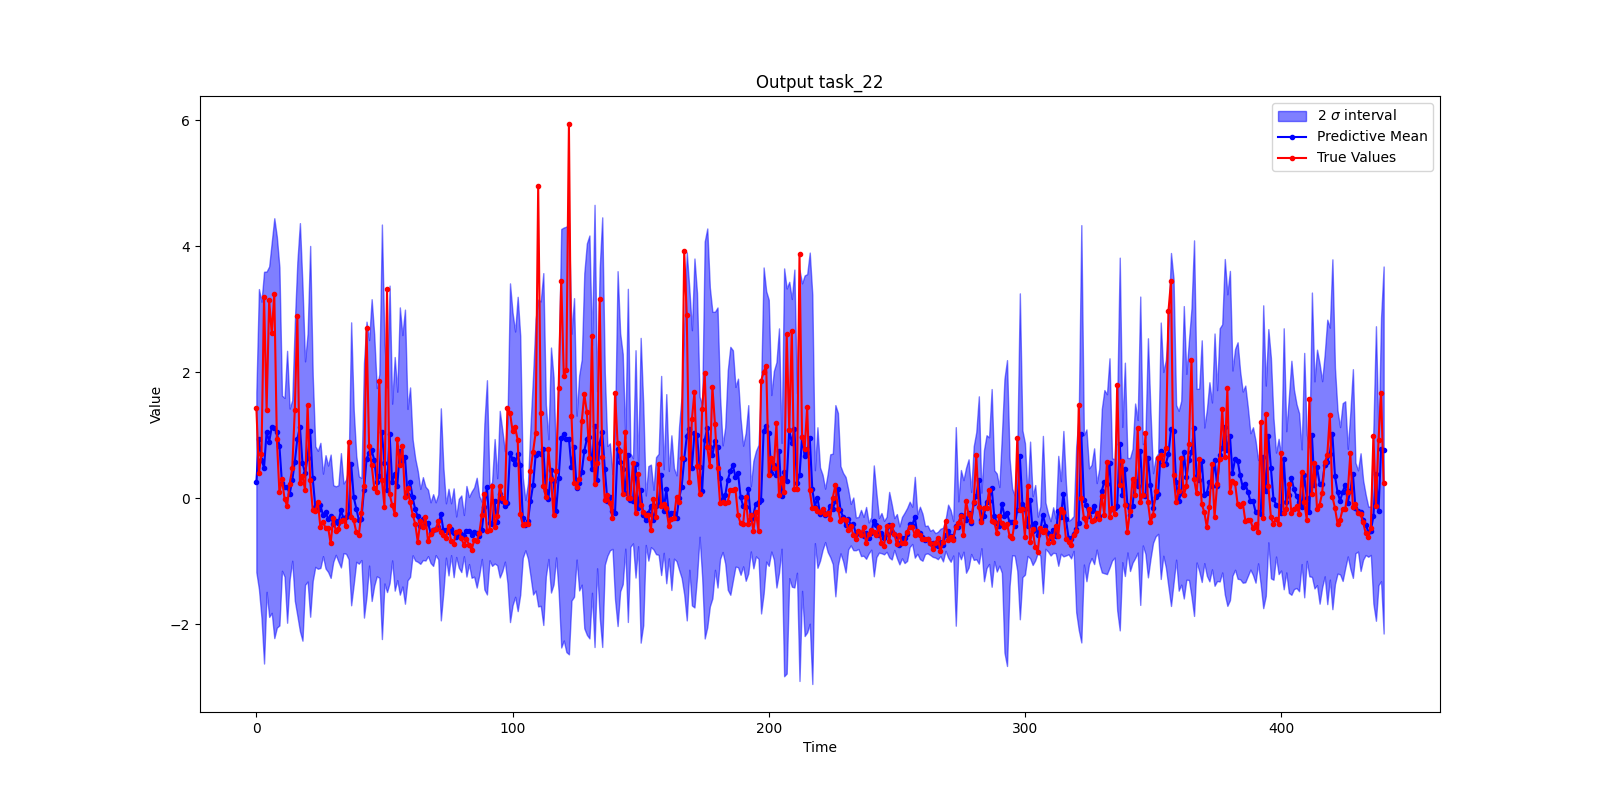 Output task_22
2 σ interval
Predictive Mean
True Values
Value
6
4
2
0
−2
0
100
200
300
400
Time